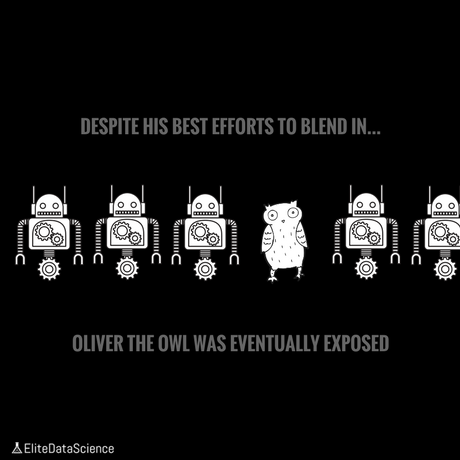 DESPITE HIS BEST EFFORTS TO BLEND IN...
OLIVER THE OWL WAS EVENTUALLY EXPOSED
EliteDataScience